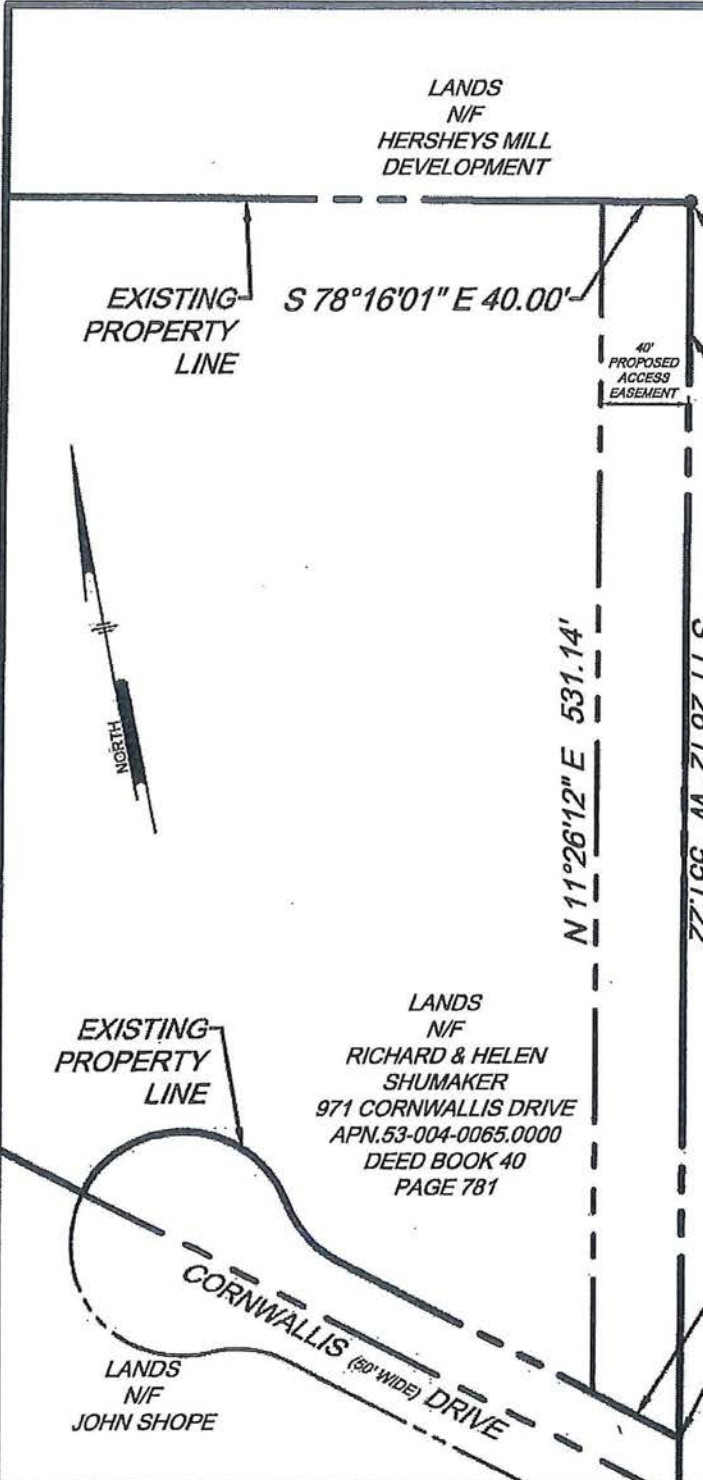 LANDS
N/F
HERSHEYS MILL
DEVELOPMENT
EXISTING
PROPERTY
LINE
S 78°16'01" E 40.00'
40'
PROPOSED
ACCESS
EASEMENT
NORTH
N 11°26'12" E 531.14'
LANDS
N/F
RICHARD & HELEN
SHUMAKER
971 CORNWALLIS DRIVE
APN.53-004-0065.0000
DEED BOOK 40
PAGE 781
EXISTING
PROPERTY
LINE
CORNWALLIS (50' WIDE) DRIVE
LANDS
N/F
JOHN SHOPE